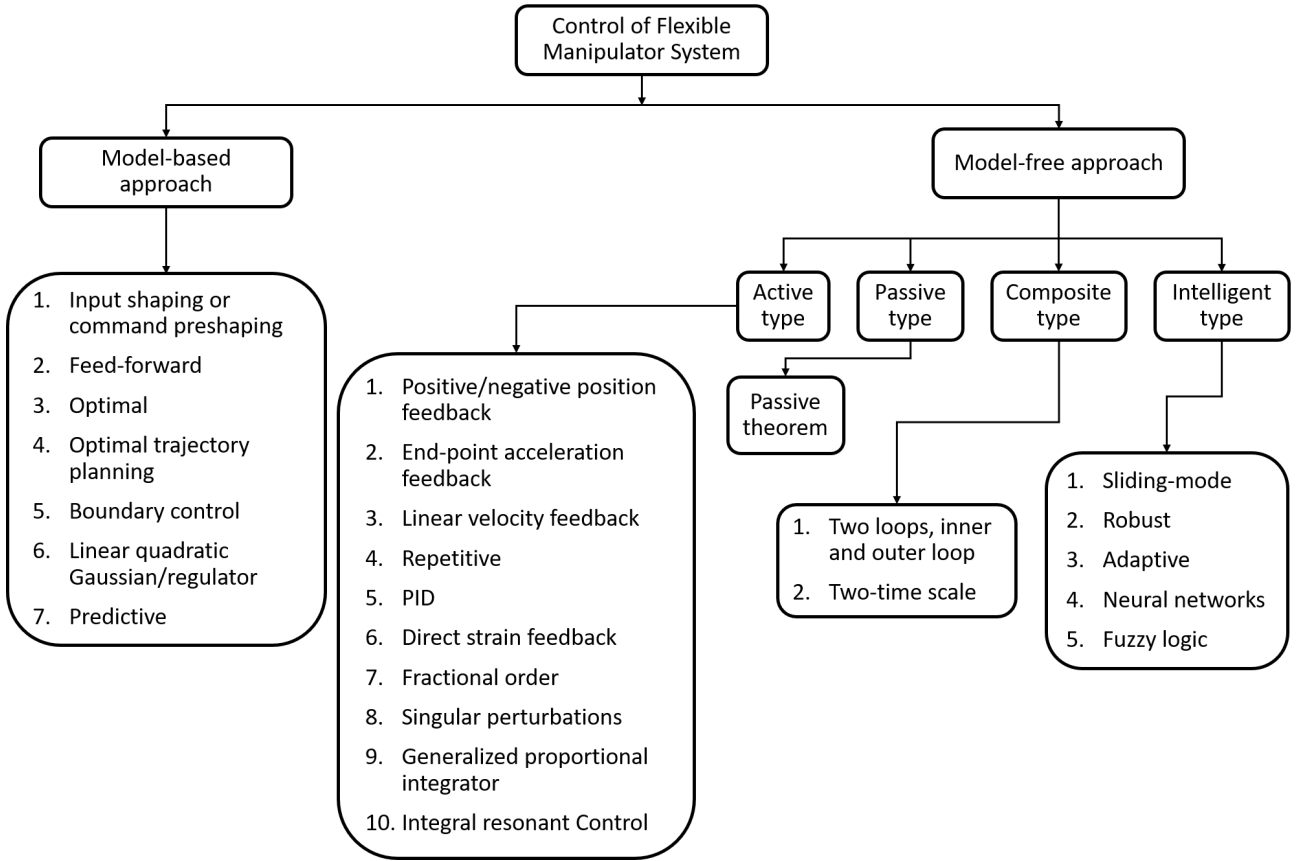 Control of Flexible
Manipulator System
Model-based
approach
Model-free approach
1. Input shaping or
command preshaping
2. Feed-forward
3. Optimal
4. Optimal trajectory
planning
5. Boundary control
6. Linear quadratic
Gaussian/regulator
7. Predictive
Active
type
Passive
type
Composite
type
Intelligent
type
1. Positive/negative position
feedback
2. End-point acceleration
feedback
3. Linear velocity feedback
4. Repetitive
5. PID
6. Direct strain feedback
7. Fractional order
8. Singular perturbations
9. Generalized proportional
integrator
10. Integral resonant Control
Passive
theorem
1. Two loops, inner
and outer loop
2. Two-time scale
1. Sliding-mode
2. Robust
3. Adaptive
4. Neural networks
5. Fuzzy logic